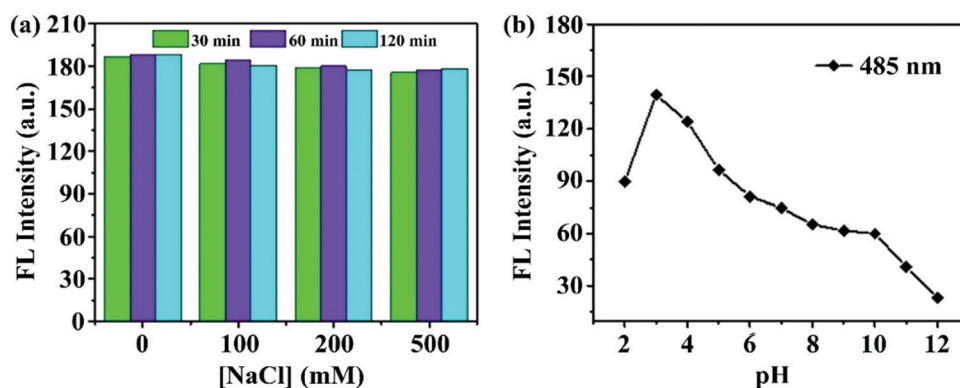 (a)
FL Intensity (a.u.)
210
180
150
120
90
60
30
0
30 min 60 min 120 min
0 100 200 500
[NaCl] (mM)
(b)
FL Intensity (a.u.)
180
150
120
90
60
30
485 nm
2 4 6 8 10 12
pH